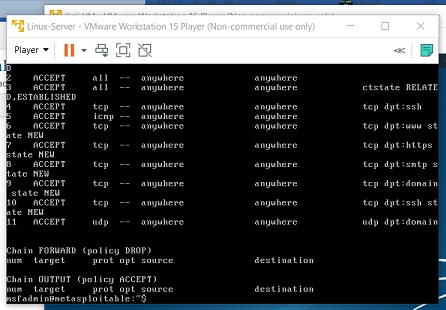 Linux-Server - VMware Workstation 15 Player (Non-commercial use only)
Player
D
2 ACCEPT all -- anywhere anywhere
3 ACCEPT all -- anywhere anywhere ctstate RELATE
D,ESTABLISHED
4 ACCEPT tcp -- anywhere anywhere tcp dpt:ssh
5 ACCEPT icmp -- anywhere anywhere
6 ACCEPT tcp -- anywhere anywhere tcp dpt:www st
ate NEW
7 ACCEPT tcp -- anywhere anywhere tcp dpt:https
state NEW
8 ACCEPT tcp -- anywhere anywhere tcp dpt:smtp s
tate NEW
9 ACCEPT tcp -- anywhere anywhere tcp dpt:domain
state NEW
10 ACCEPT tcp -- anywhere anywhere tcp dpt:ssh st
ate NEW
11 ACCEPT udp -- anywhere anywhere udp dpt:domain
Chain FORWARD (policy DROP)
num target prot opt source destination
Chain OUTPUT (policy ACCEPT)
num target prot opt source destination
msfadmin@metasploitable:~$